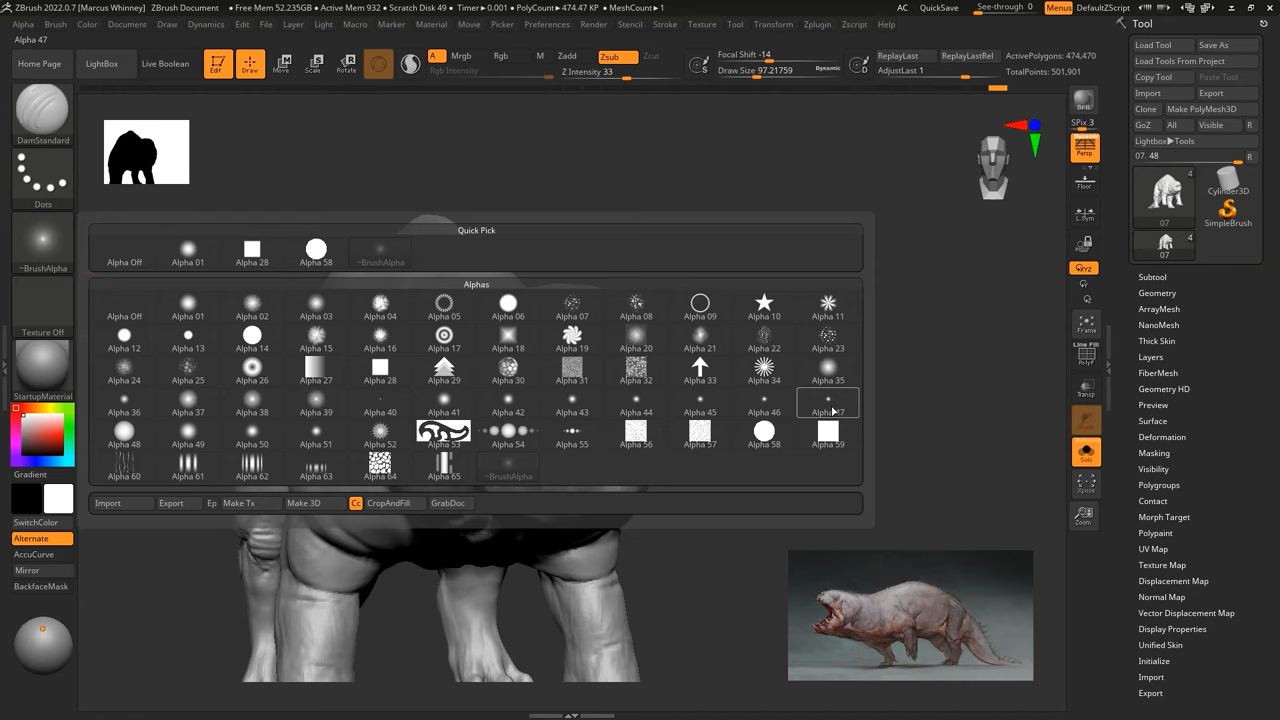 ZBrush 2022.0.7 [Marcus Whinney] ZBrush Document ● Free Mem 52.235GB ● Active Mem 932 ● Scratch Disk 49 ● Timer▶0.001 ● PolyCount▶474.47 KP ● MeshCount▶1 AC QuickSave See-through 0 Menus DefaultZScript
Alpha Brush Color Document Draw Dynamics Edit File Layer Light Macro Marker Material Movie Picker Preferences Render Stencil Stroke Texture Tool Transform Zplugin Zscript Help
Alpha 47
Home Page LightBox Live Boolean Edit Draw Move Scale Rotate
A Mrgb Rgb M Zadd Zsub Zcut
Rgb Intensity Z Intensity 33
Focal Shift -14
Draw Size 97.21759 Dynamic
S D
ReplayLast ReplayLastRel
AdjustLast 1
ActivePolygons: 474,470
TotalPoints: 501,901
DamStandard
Dots
~BrushAlpha
Texture Off
StartupMaterial
Gradient
SwitchColor
Alternate
AccuCurve
Mirror
BackfaceMask
Quick Pick
Alpha Off Alpha 01 Alpha 28 Alpha 58 ~BrushAlpha
Alphas
Alpha Off Alpha 01 Alpha 02 Alpha 03 Alpha 04 Alpha 05 Alpha 06 Alpha 07 Alpha 08 Alpha 09 Alpha 10 Alpha 11
Alpha 12 Alpha 13 Alpha 14 Alpha 15 Alpha 16 Alpha 17 Alpha 18 Alpha 19 Alpha 20 Alpha 21 Alpha 22 Alpha 23
Alpha 24 Alpha 25 Alpha 26 Alpha 27 Alpha 28 Alpha 29 Alpha 30 Alpha 31 Alpha 32 Alpha 33 Alpha 34 Alpha 35
Alpha 36 Alpha 37 Alpha 38 Alpha 39 Alpha 40 Alpha 41 Alpha 42 Alpha 43 Alpha 44 Alpha 45 Alpha 46 Alpha 47
Alpha 48 Alpha 49 Alpha 50 Alpha 51 Alpha 52 Alpha 53 Alpha 54 Alpha 55 Alpha 56 Alpha 57 Alpha 58 Alpha 59
Alpha 60 Alpha 61 Alpha 62 Alpha 63 Alpha 64 Alpha 65 ~BrushAlpha
Import Export Ep Make Tx Make 3D Cc CropAndFill GrabDoc
BPR
SPix 3
Dynamic
Persp
Floor
L.Sym
XYZ
Frame
Line Fill
PolyF
Transp
Solo
Xpose
Zoom
Tool
Load Tool Save As
Load Tools From Project
Copy Tool Paste Tool
Import Export
Clone Make PolyMesh3D
GoZ All Visible R
Lightbox▶Tools
07. 48 R
4
07 Cylinder3D
SimpleBrush
4
07
Subtool
Geometry
ArrayMesh
NanoMesh
Thick Skin
Layers
FiberMesh
Geometry HD
Preview
Surface
Deformation
Masking
Visibility
Polygroups
Contact
Morph Target
Polypaint
UV Map
Texture Map
Displacement Map
Normal Map
Vector Displacement Map
Display Properties
Unified Skin
Initialize
Import
Export